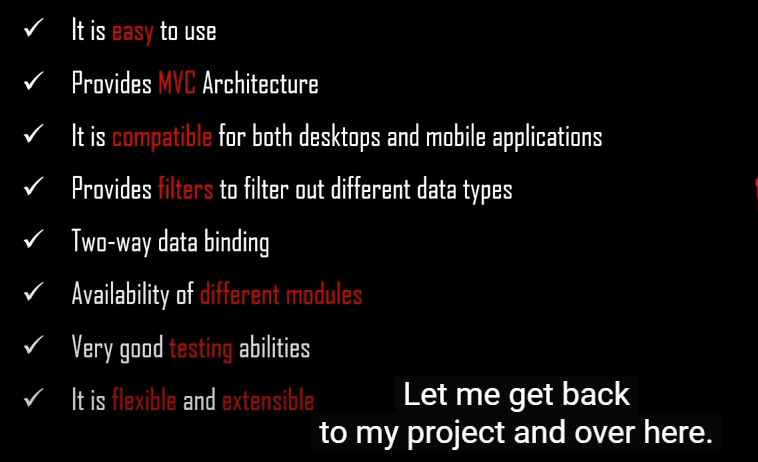 It is easy to use
Provides MVC Architecture
It is compatible for both desktops and mobile applications
Provides filters to filter out different data types
Two-way data binding
Availability of different modules
Very good testing abilities
It is flexible and extensible
Let me get back
to my project and over here.